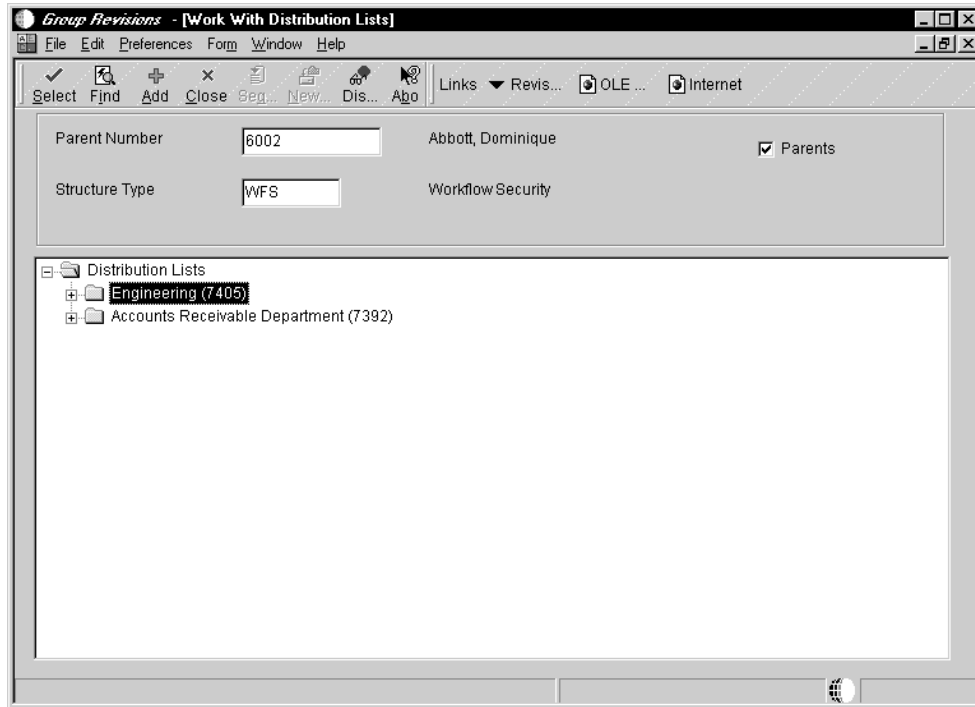 Group Revisions - [Work With Distribution Lists]
File Edit Preferences Form Window Help
Select Find Add Close Seq... New... Dis... Abo Links Revis... OLE ... Internet
Parent Number 6002 Abbott, Dominique Parents
Structure Type WFS Workflow Security
Distribution Lists
Engineering (7405)
Accounts Receivable Department (7392)